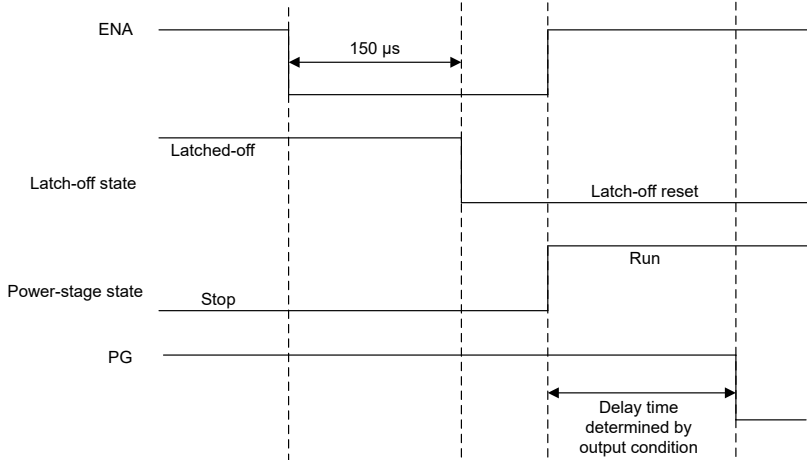 ENA
150 µs
Latched-off
Latch-off state
Latch-off reset
Run
Power-stage state
Stop
PG
Delay time
determined by
output condition